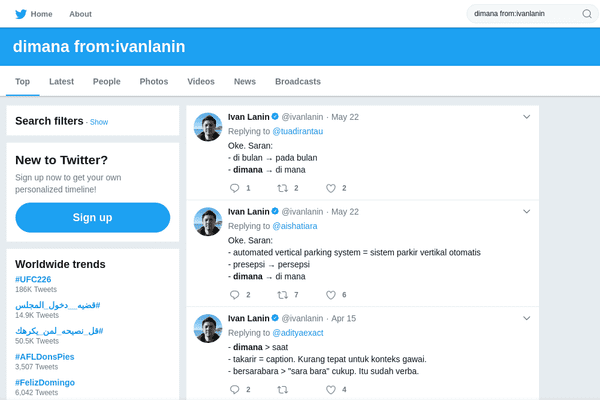 Home
About
dimana from:ivanlanin
dimana from:ivanlanin
Top
Latest
People
Photos
Videos
News
Broadcasts
Search filters · Show
New to Twitter?
Sign up now to get your own
personalized timeline!
Sign up
Worldwide trends
#UFC226
186K Tweets
#قضيه__دخول_المجلس
14.9K Tweets
#قل_نصيحه_لمن_يكرهك
50.5K Tweets
#AFLDonsPies
3,507 Tweets
#FelizDomingo
6,042 Tweets
Ivan Lanin @ivanlanin · May 22
Replying to @tuadirantau
Oke. Saran:
- di bulan → pada bulan
- dimana → di mana
1 2 2
Ivan Lanin @ivanlanin · May 22
Replying to @aishatiara
Oke. Saran:
- automated vertical parking system = sistem parkir vertikal otomatis
- presepsi → persepsi
- dimana → di mana
2 7 6
Ivan Lanin @ivanlanin · Apr 15
Replying to @adityaexact
- dimana > saat
- takarir = caption. Kurang tepat untuk konteks gawai.
- bersarabara > "sara bara" cukup. Itu sudah verba.
2 4